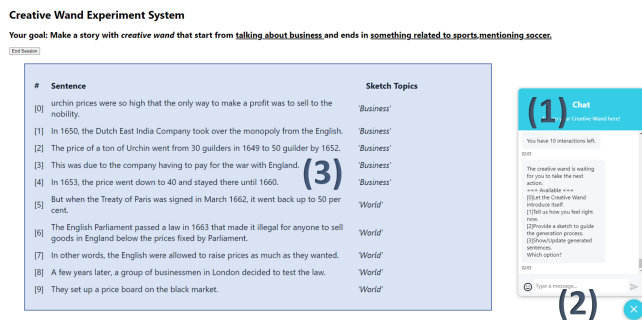 Creative Wand Experiment System
Your goal: Make a story with creative wand that start from talking about business and ends in something related to sports,mentioning soccer.
End Session
# Sentence Sketch Topics
[0] urchin prices were so high that the only way to make a profit was to sell to the
nobility. 'Business'
[1] In 1650, the Dutch East India Company took over the monopoly from the English. 'Business'
[2] The price of a ton of Urchin went from 30 guilders in 1649 to 50 guilder by 1652. 'Business'
[3] This was due to the company having to pay for the war with England. 'Business'
[4] In 1653, the price went down to 40 and stayed there until 1660. 'Business'
[5] But when the Treaty of Paris was signed in March 1662, it went back up to 50 per
cent. 'World'
[6] The English Parliament passed a law in 1663 that made it illegal for anyone to sell
goods in England below the prices fixed by Parliament. 'World'
[7] In other words, the English were allowed to raise prices as much as they wanted. 'World'
[8] A few years later, a group of businessmen in London decided to test the law. 'World'
[9] They set up a price board on the black market. 'World'
(3)
(1)
Chat
Creative Wand here!
You have 10 interactions left.
The creative wand is waiting
for you to take the next
action.
=== Available ===
[0]Let the Creative Wand
introduce itself.
[1]Tell us how you feel right
now.
[2]Provide a sketch to guide
the generation process.
[3]Show/Update generated
sentences.
Which option?
Type a message...
(2)